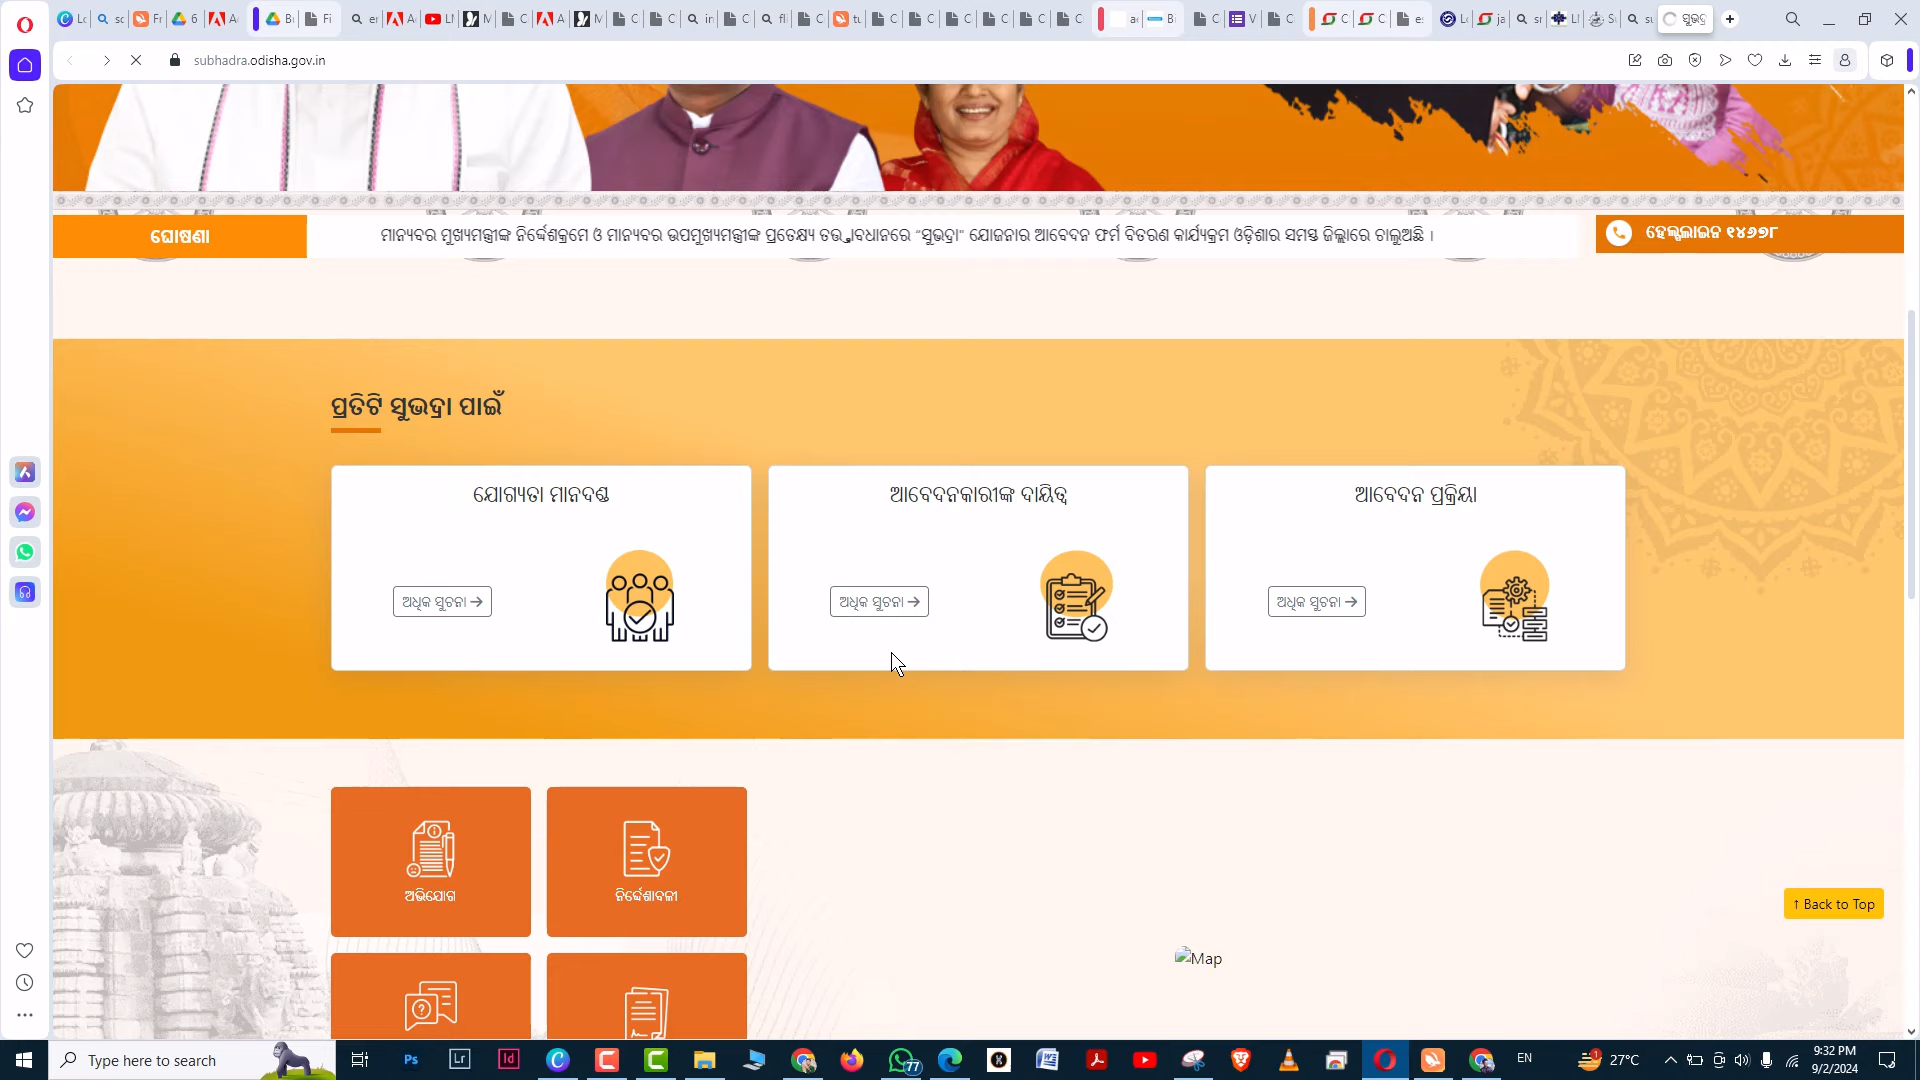 subhadra.odisha.gov.in
ଘୋଷଣା
ମାନ୍ୟବର ମୁଖ୍ୟମନ୍ତ୍ରୀଙ୍କ ନିର୍ଦ୍ଦେଶକ୍ରମେ ଓ ମାନ୍ୟବର ଉପମୁଖ୍ୟମନ୍ତ୍ରୀଙ୍କ ପ୍ରତେକ୍ଷ୍ୟ ତତ୍ତ୍ୱାବଧାନରେ “ସୁଭଦ୍ରା” ଯୋଜନାର ଆବେଦନ ଫର୍ମ ବିତରଣ କାର୍ଯ୍ୟକ୍ରମ ଓଡ଼ିଶାର ସମସ୍ତ ଜିଲ୍ଲାରେ ଚାଲୁଅଛି ।
ହେଲ୍ପଲାଇନ ୧୪୬୭୮
ପ୍ରତିଟି ସୁଭଦ୍ରା ପାଇଁ
ଯୋଗ୍ୟତା ମାନଦଣ୍ଡ
ଆବେଦନକାରୀଙ୍କ ଦାୟିତ୍ୱ
ଆବେଦନ ପ୍ରକ୍ରିୟା
ଅଧିକ ସୂଚନା →
ଅଧିକ ସୂଚନା →
ଅଧିକ ସୂଚନା →
ଅଭିଯୋଗ
ନିର୍ଦ୍ଦେଶାବଳୀ
↑ Back to Top
Map
Type here to search
77
27°C
EN
9:32 PM
9/2/2024